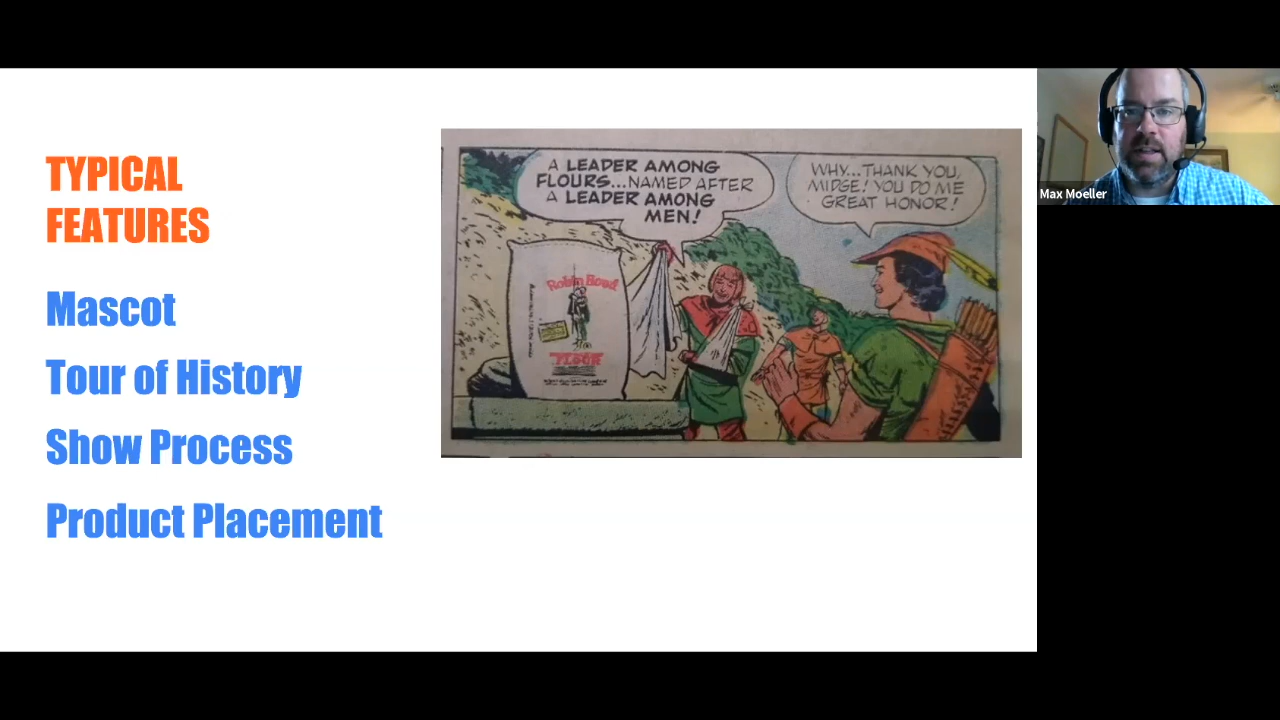 TYPICAL
FEATURES
Mascot
Tour of History
Show Process
Product Placement
A LEADER AMONG
FLOURS...NAMED AFTER
A LEADER AMONG
MEN!
WHY...THANK YOU,
MIDGE! YOU DO ME
GREAT HONOR!
Robin Hood
FLOUR
Max Moeller